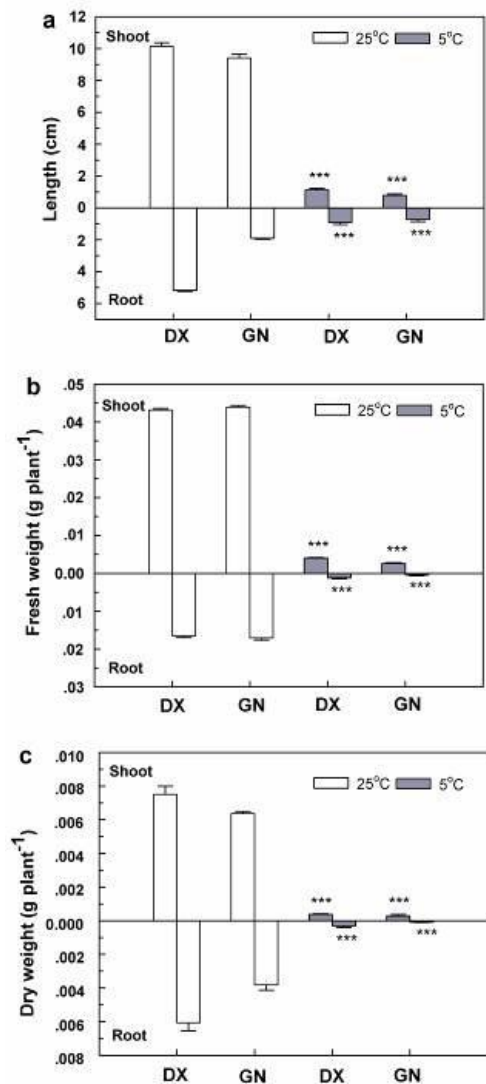 a
Shoot
25°C 5°C
12
10
8
6
4
2
0
2
4
6
Length (cm)
*** ***
*** ***
Root
DX GN DX GN
b
Shoot
25°C 5°C
.05
.04
.03
.02
.01
0.00
.01
.02
.03
Fresh weight (g plant⁻¹)
*** ***
*** ***
Root
DX GN DX GN
c
Shoot
25°C 5°C
.010
.008
.006
.004
.002
0.000
.002
.004
.006
.008
Dry weight (g plant⁻¹)
*** ***
*** ***
Root
DX GN DX GN